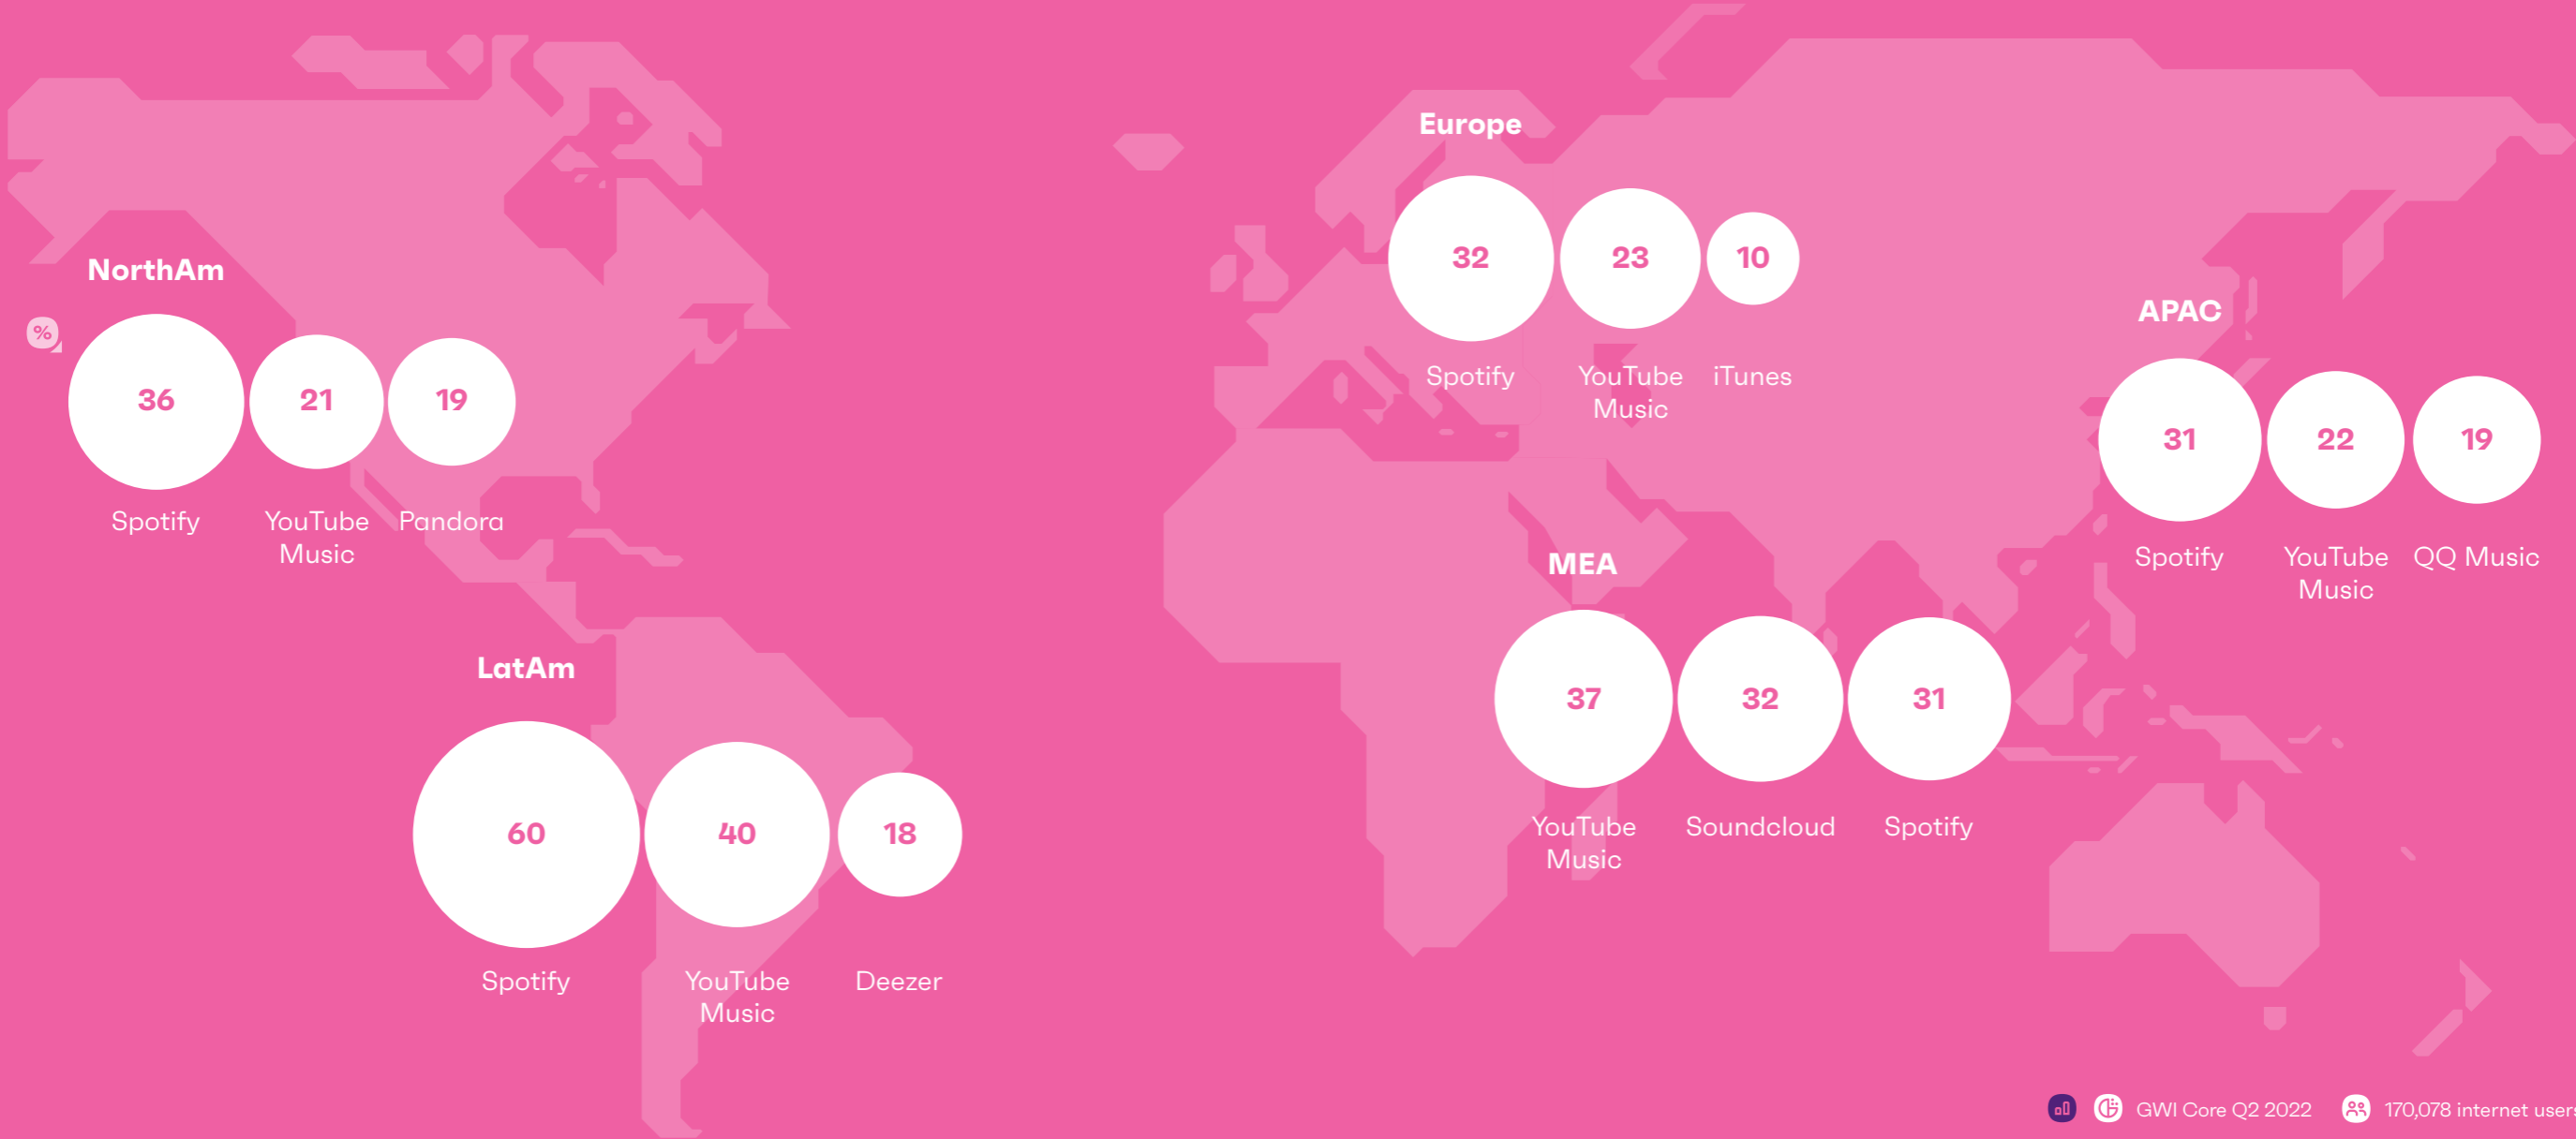 NorthAm
%
36 21 19
Spotify YouTube Music Pandora
LatAm
60 40 18
Spotify YouTube Music Deezer
Europe
32 23 10
Spotify YouTube Music iTunes
MEA
37 32 31
YouTube Music Soundcloud Spotify
APAC
31 22 19
Spotify YouTube Music QQ Music
GWI Core Q2 2022 170,078 internet users